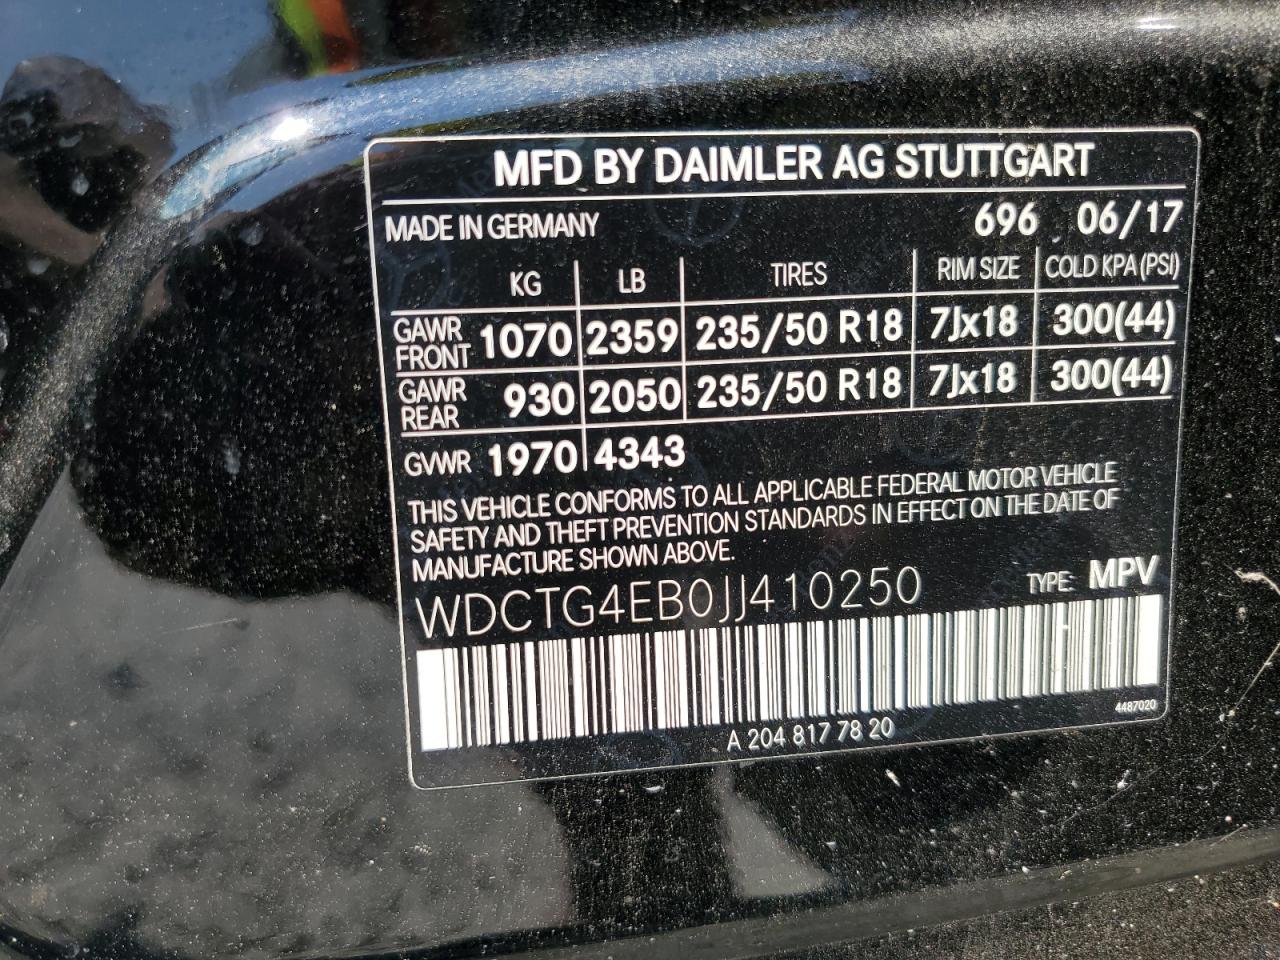 MFD BY DAIMLER AG STUTTGART
MADE IN GERMANY 696 06/17
KG LB TIRES RIM SIZE COLD KPA (PSI)
GAWR FRONT 1070 2359 235/50 R18 7Jx18 300(44)
GAWR REAR 930 2050 235/50 R18 7Jx18 300(44)
GVWR 1970 4343
THIS VEHICLE CONFORMS TO ALL APPLICABLE FEDERAL MOTOR VEHICLE
SAFETY AND THEFT PREVENTION STANDARDS IN EFFECT ON THE DATE OF
MANUFACTURE SHOWN ABOVE.
WDCTG4EB0JJ410250 TYPE: MPV
4487020
A 204 817 78 20